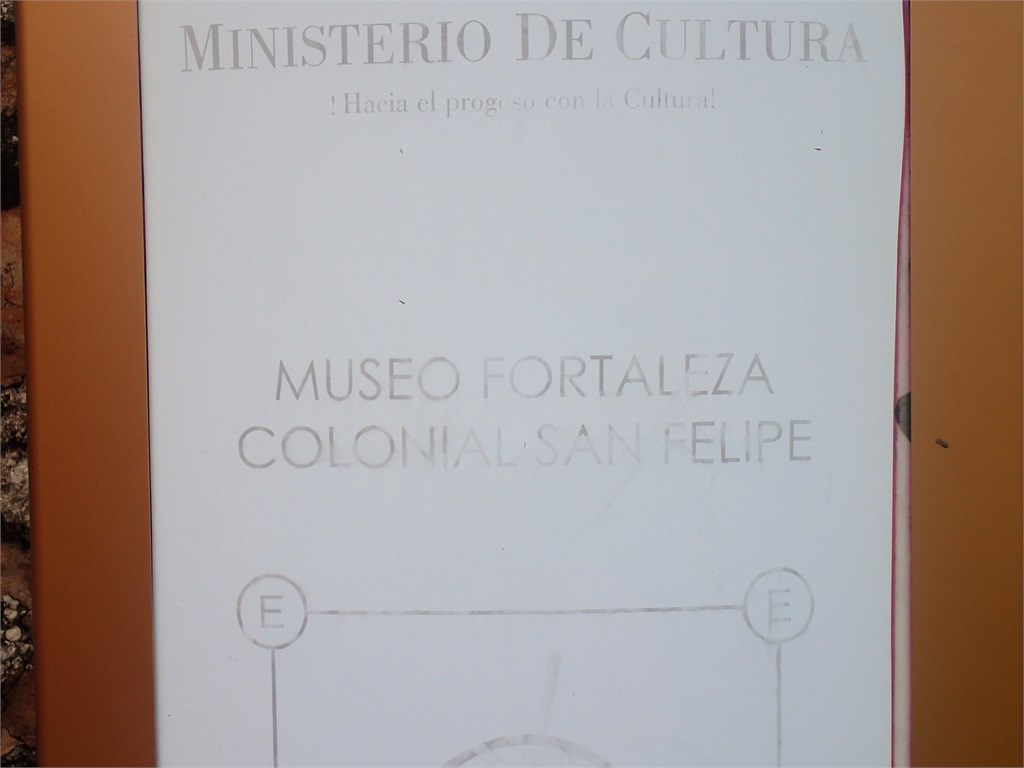 MINISTERIO DE CULTURA
!Hacia el progeso con la Cultura!
MUSEO FORTALEZA
COLONIAL SAN FELIPE
E E